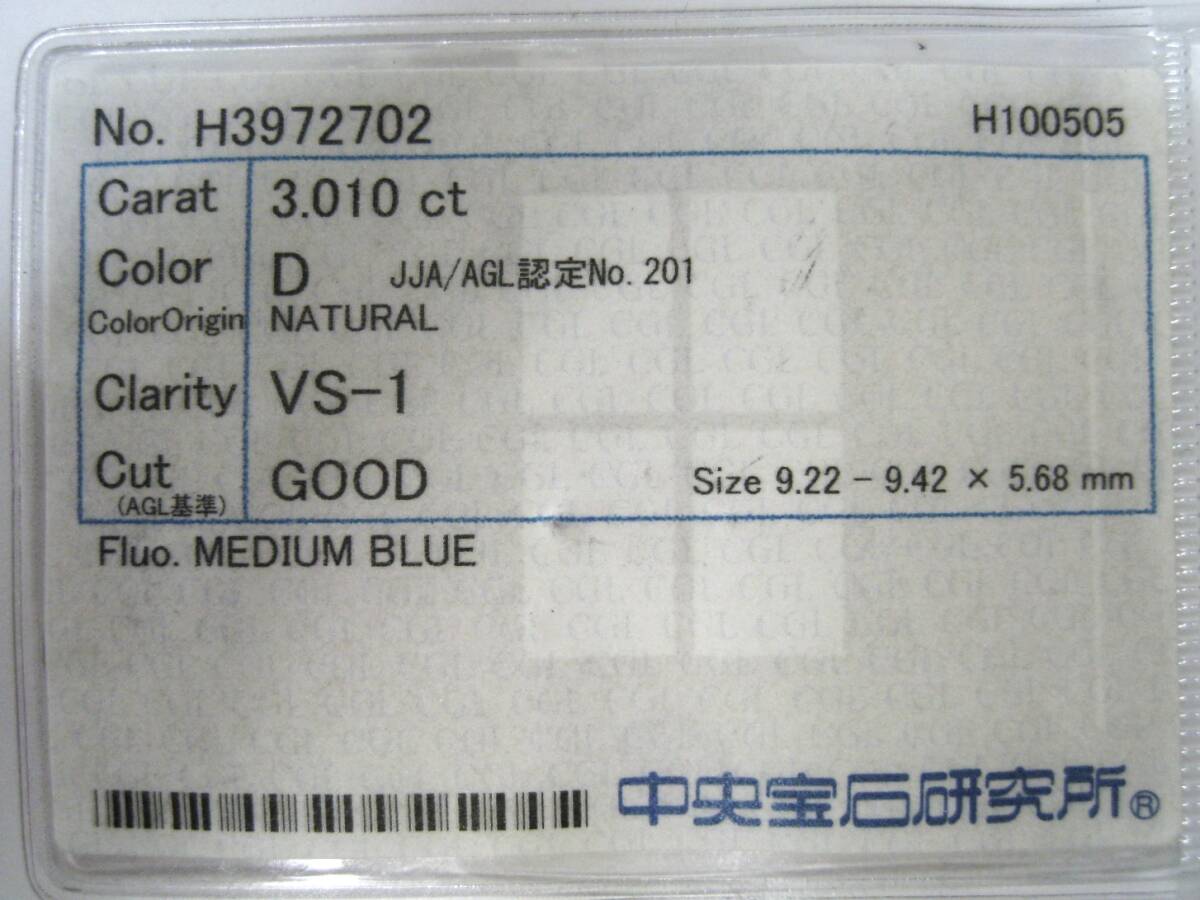 No. H3972702 H100505
Carat 3.010 ct
Color D JJA/AGL認定No.201
ColorOrigin NATURAL
Clarity VS-1
Cut GOOD Size 9.22 - 9.42 × 5.68 mm
(AGL基準)
Fluo. MEDIUM BLUE
中央宝石研究所®